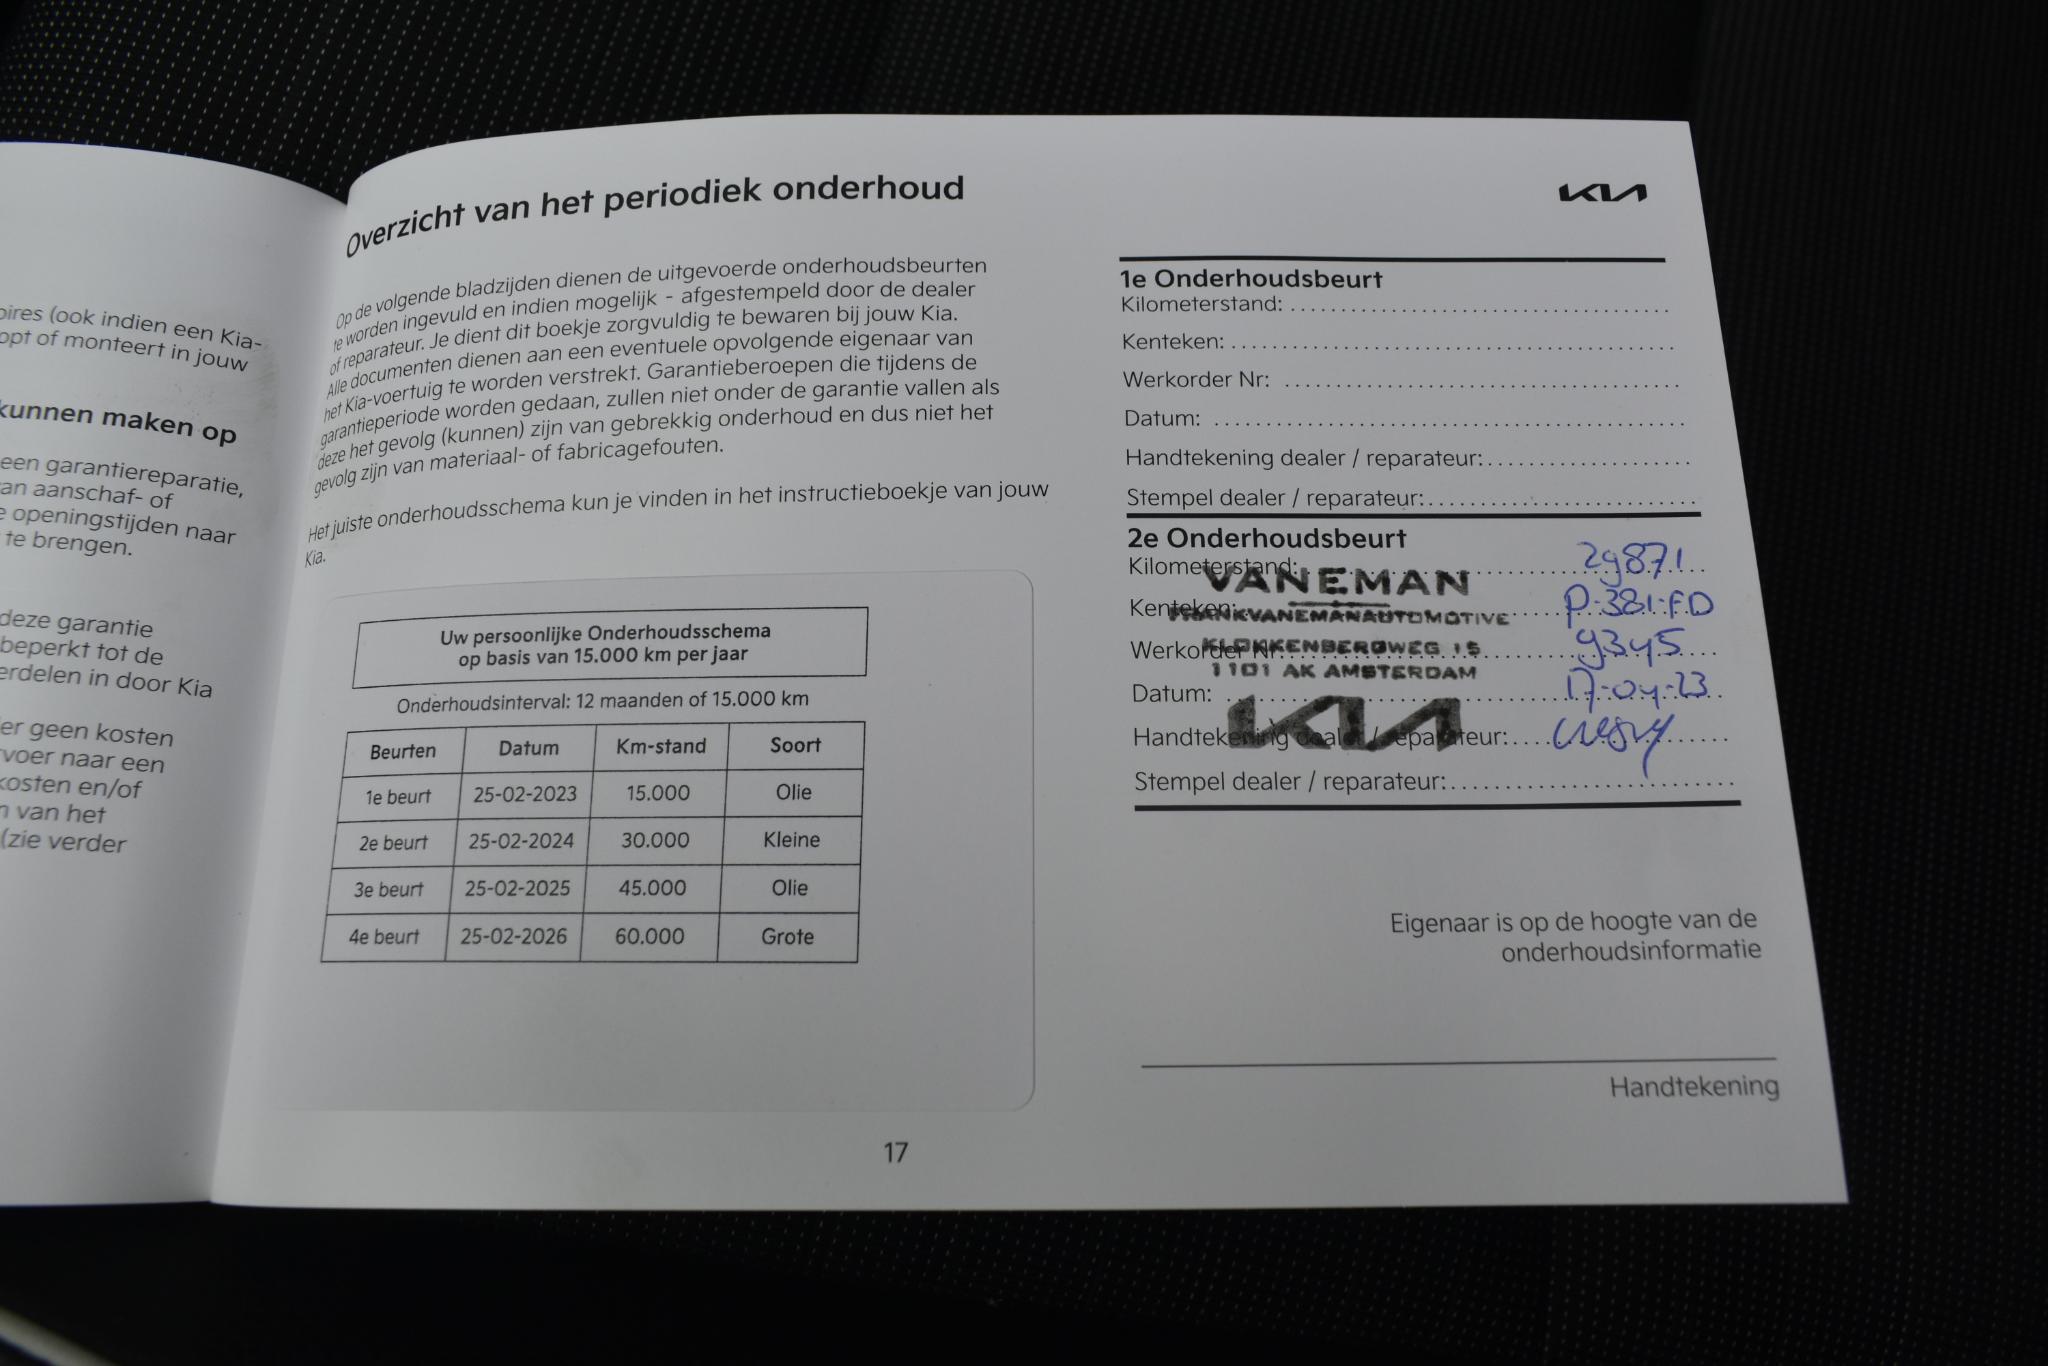 oires (ook indien een Kia-
opt of monteert in jouw
kunnen maken op
een garantiereparatie,
an aanschaf- of
e openingstijden naar
te brengen.
deze garantie
beperkt tot de
erdelen in door Kia
er geen kosten
voer naar een
kosten en/of
n van het
(zie verder
Overzicht van het periodiek onderhoud
Op de volgende bladzijden dienen de uitgevoerde onderhoudsbeurten
te worden ingevuld en indien mogelijk - afgestempeld door de dealer
of reparateur. Je dient dit boekje zorgvuldig te bewaren bij jouw Kia.
Alle documenten dienen aan een eventuele opvolgende eigenaar van
het Kia-voertuig te worden verstrekt. Garantieberoepen die tijdens de
garantieperiode worden gedaan, zullen niet onder de garantie vallen als
deze het gevolg (kunnen) zijn van gebrekkig onderhoud en dus niet het
gevolg zijn van materiaal- of fabricagefouten.
Het juiste onderhoudsschema kun je vinden in het instructieboekje van jouw
Kia.
Uw persoonlijke Onderhoudsschema
op basis van 15.000 km per jaar
Onderhoudsinterval: 12 maanden of 15.000 km
Beurten Datum Km-stand Soort
1e beurt 25-02-2023 15.000 Olie
2e beurt 25-02-2024 30.000 Kleine
3e beurt 25-02-2025 45.000 Olie
4e beurt 25-02-2026 60.000 Grote
17
KIA
1e Onderhoudsbeurt
Kilometerstand:
Kenteken:
Werkorder Nr:
Datum:
Handtekening dealer / reparateur:
Stempel dealer / reparateur:
2e Onderhoudsbeurt
Kilometerstand: 29871
VANEMAN
Kenteken: P-381-FD
FRANKVANEMANAUTOMOTIVE
Werkorder Nr: 9345
KLOKKENBERGWEG 15
1101 AK AMSTERDAM
Datum: 17-04-23
KIA
Handtekening dealer / reparateur:
Stempel dealer / reparateur:
Eigenaar is op de hoogte van de
onderhoudsinformatie
Handtekening